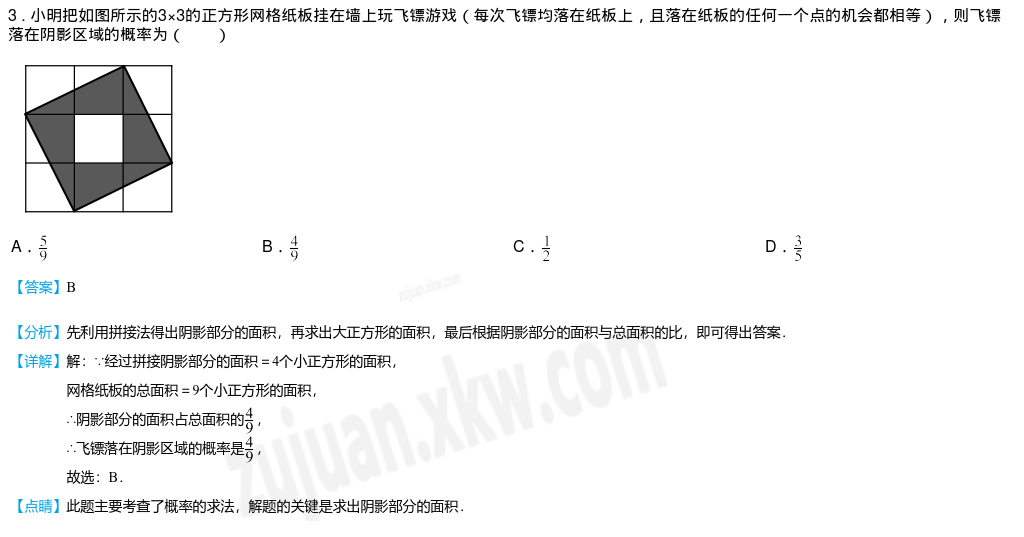 3．小明把如图所示的3×3的正方形网格纸板挂在墙上玩飞镖游戏（每次飞镖均落在纸板上，且落在纸板的任何一个点的机会都相等），则飞镖
落在阴影区域的概率为（　　）
A．5/9 B．4/9 C．1/2 D．3/5
【答案】B
zujuan.xkw.com
【分析】先利用拼接法得出阴影部分的面积，再求出大正方形的面积，最后根据阴影部分的面积与总面积的比，即可得出答案．
【详解】解：∵经过拼接阴影部分的面积＝4个小正方形的面积，
网格纸板的总面积＝9个小正方形的面积，
∴阴影部分的面积占总面积的4/9，
∴飞镖落在阴影区域的概率是4/9，
故选：B．
zujuan.xkw.com
【点睛】此题主要考查了概率的求法，解题的关键是求出阴影部分的面积．